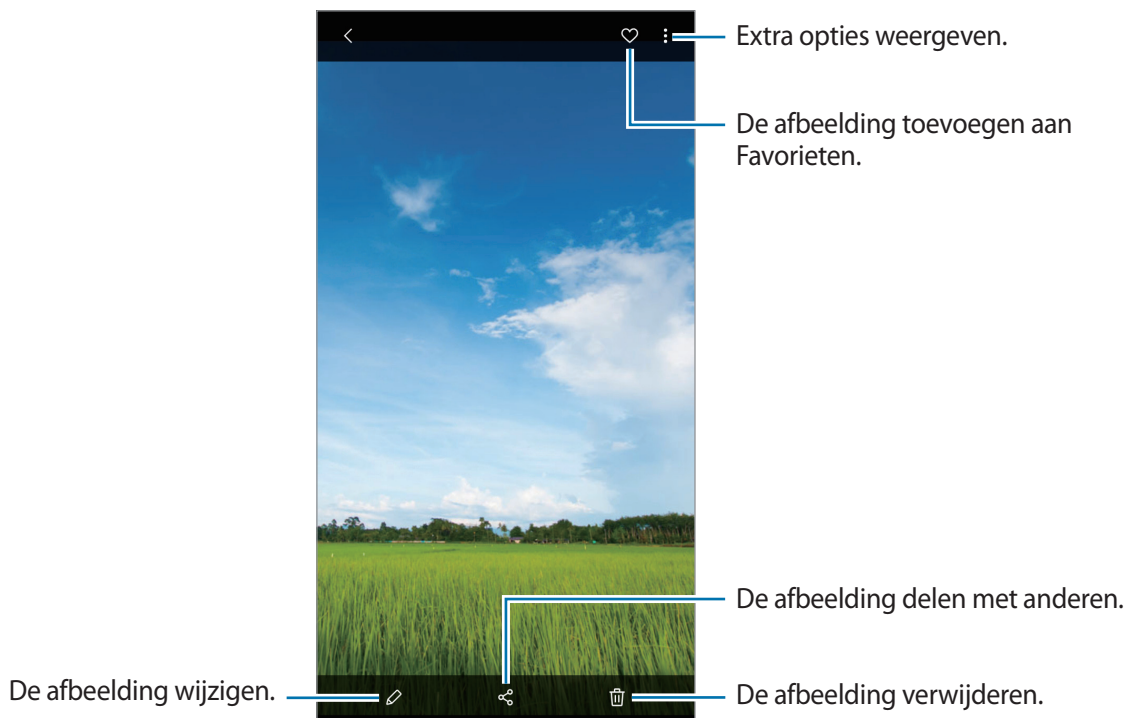 Extra opties weergeven.
De afbeelding toevoegen aan
Favorieten.
De afbeelding delen met anderen.
De afbeelding wijzigen.
De afbeelding verwijderen.